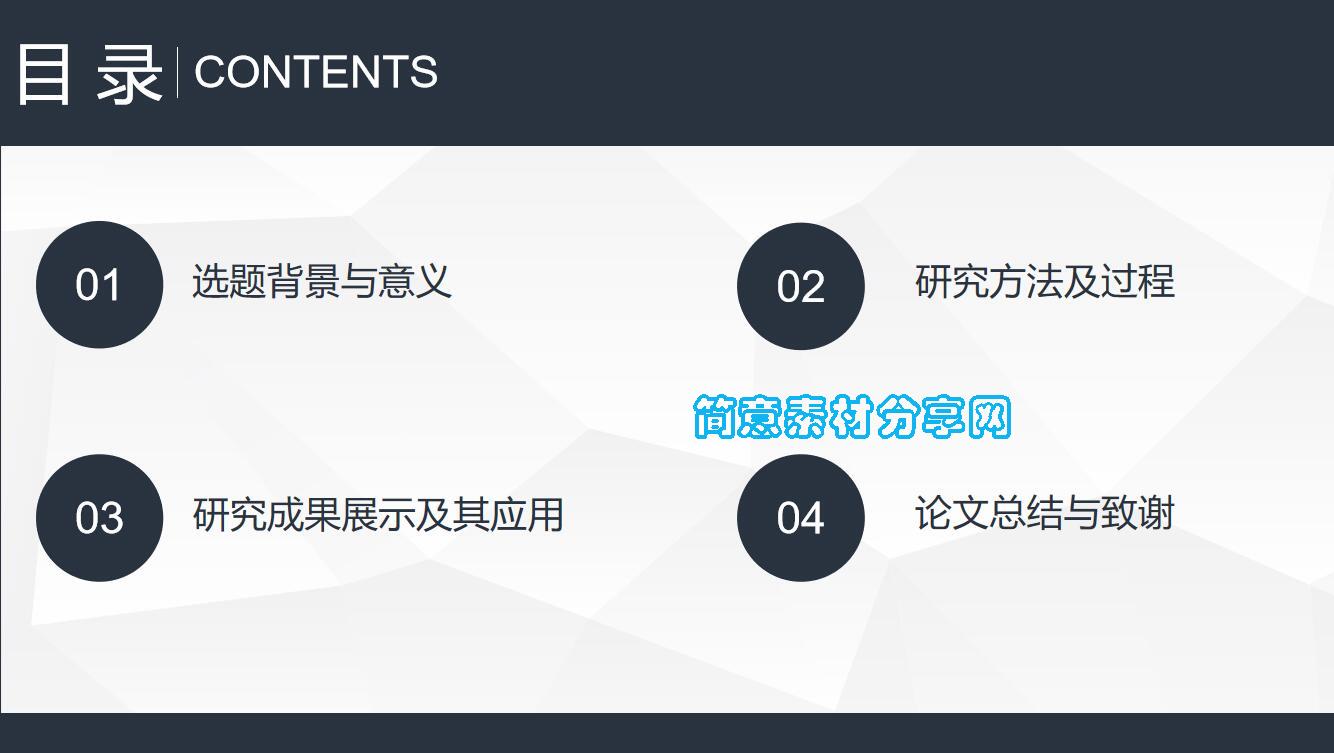 目 录 CONTENTS
01 选题背景与意义
02 研究方法及过程
简意素材分享网
03 研究成果展示及其应用
04 论文总结与致谢